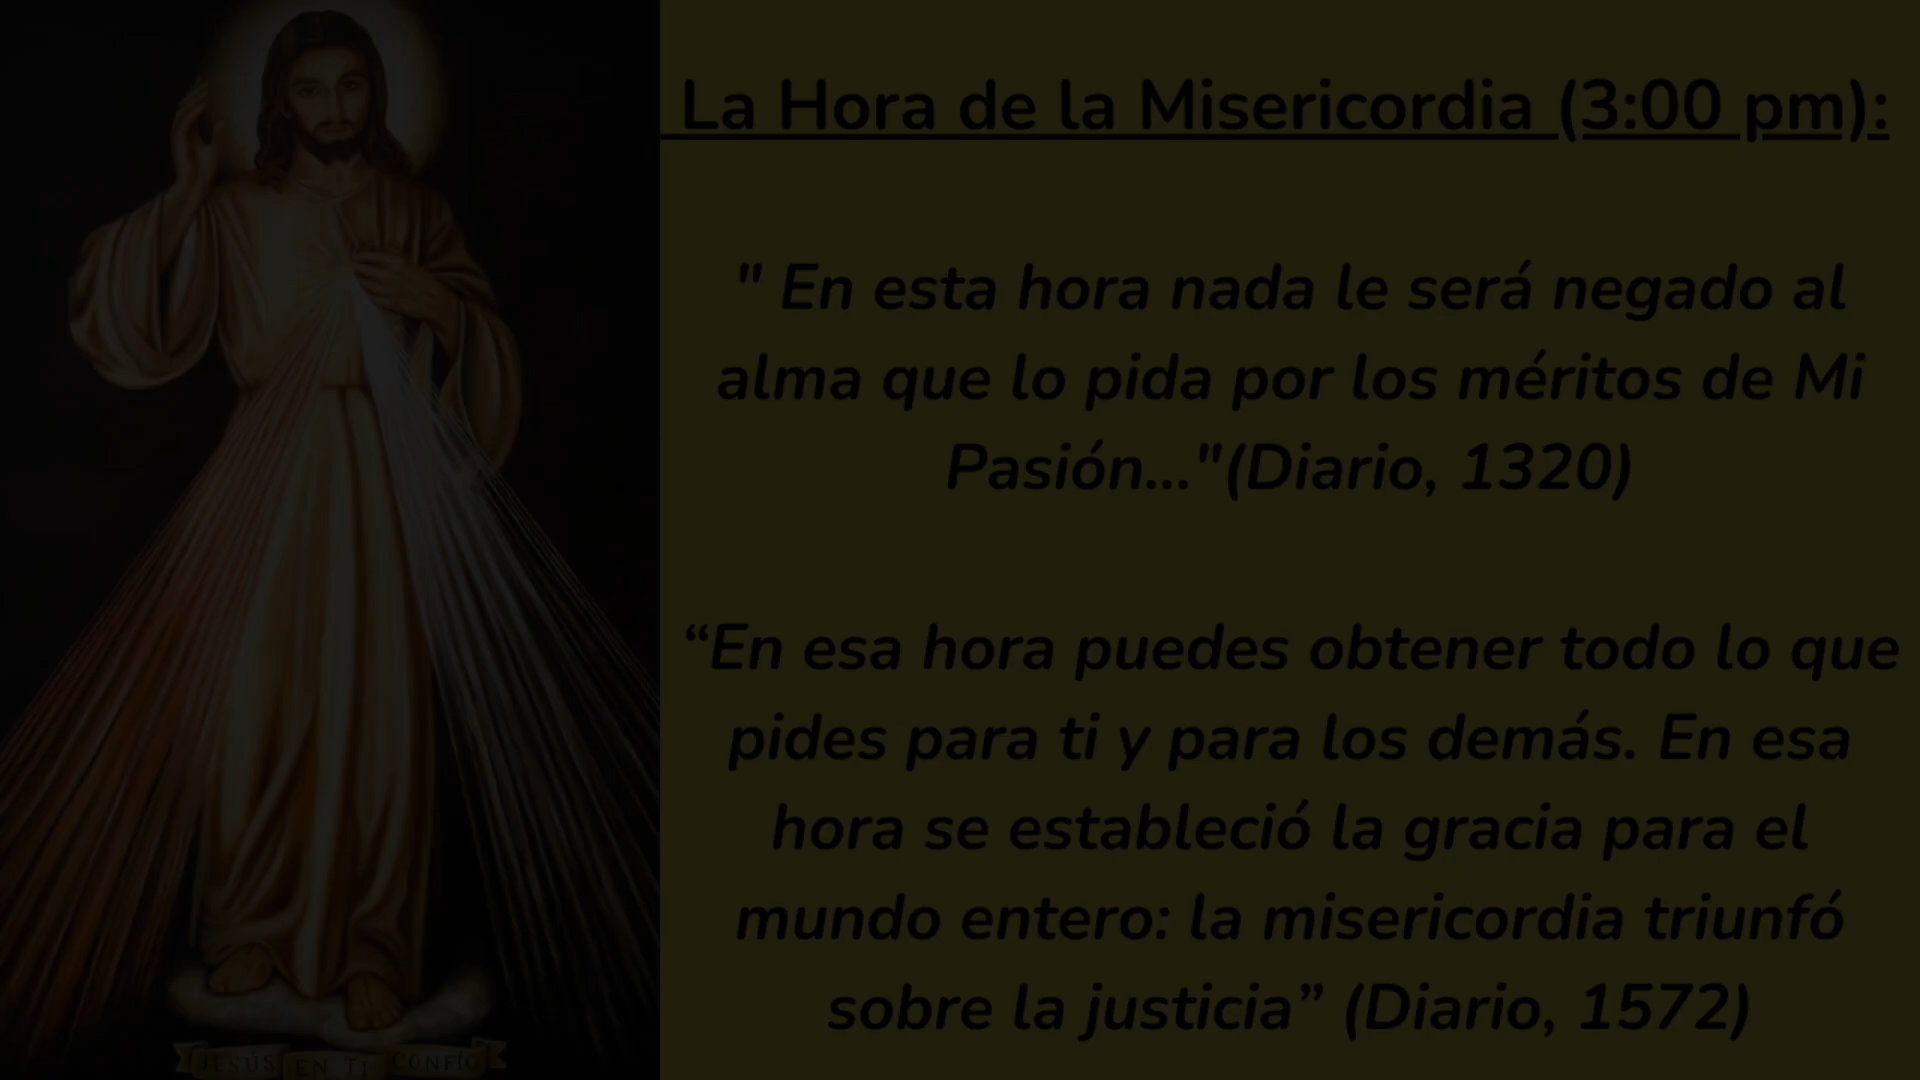 La Hora de la Misericordia (3:00 pm):
" En esta hora nada le será negado al
alma que lo pida por los méritos de Mi
Pasión..."(Diario, 1320)
“En esa hora puedes obtener todo lo que
pides para ti y para los demás. En esa
hora se estableció la gracia para el
mundo entero: la misericordia triunfó
sobre la justicia” (Diario, 1572)
JESÚS EN TI CONFÍO